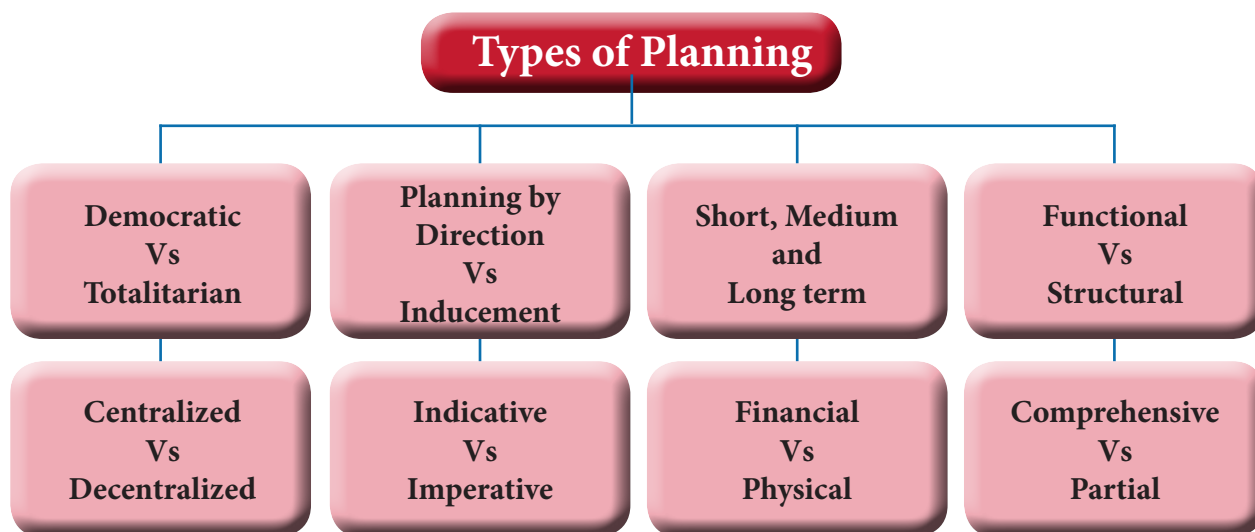 Types of Planning
Democratic
Vs
Totalitarian
Planning by
Direction
Vs
Inducement
Short, Medium
and
Long term
Functional
Vs
Structural
Centralized
Vs
Decentralized
Indicative
Vs
Imperative
Financial
Vs
Physical
Comprehensive
Vs
Partial